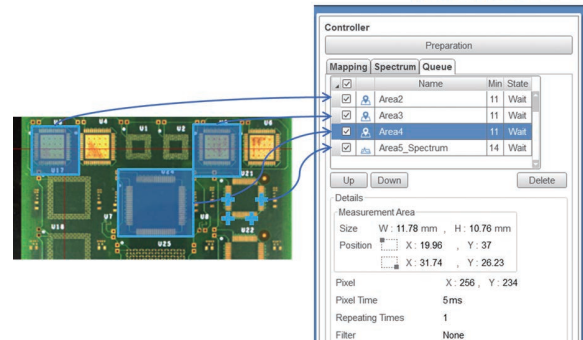 Controller
Preparation
Mapping Spectrum Queue
Name Min State
Area2 11 Wait
Area3 11 Wait
Area4 11 Wait
Area5_Spectrum 14 Wait
Up Down Delete
Details
Measurement Area
Size W : 11.78 mm , H : 10.76 mm
Position X : 19.96 , Y : 37
X : 31.74 , Y : 26.23
Pixel X : 256 , Y : 234
Pixel Time 5ms
Repeating Times 1
Filter None
U4 U1 U2 U6
U17 U21
U18 U7 U8 U22
U25